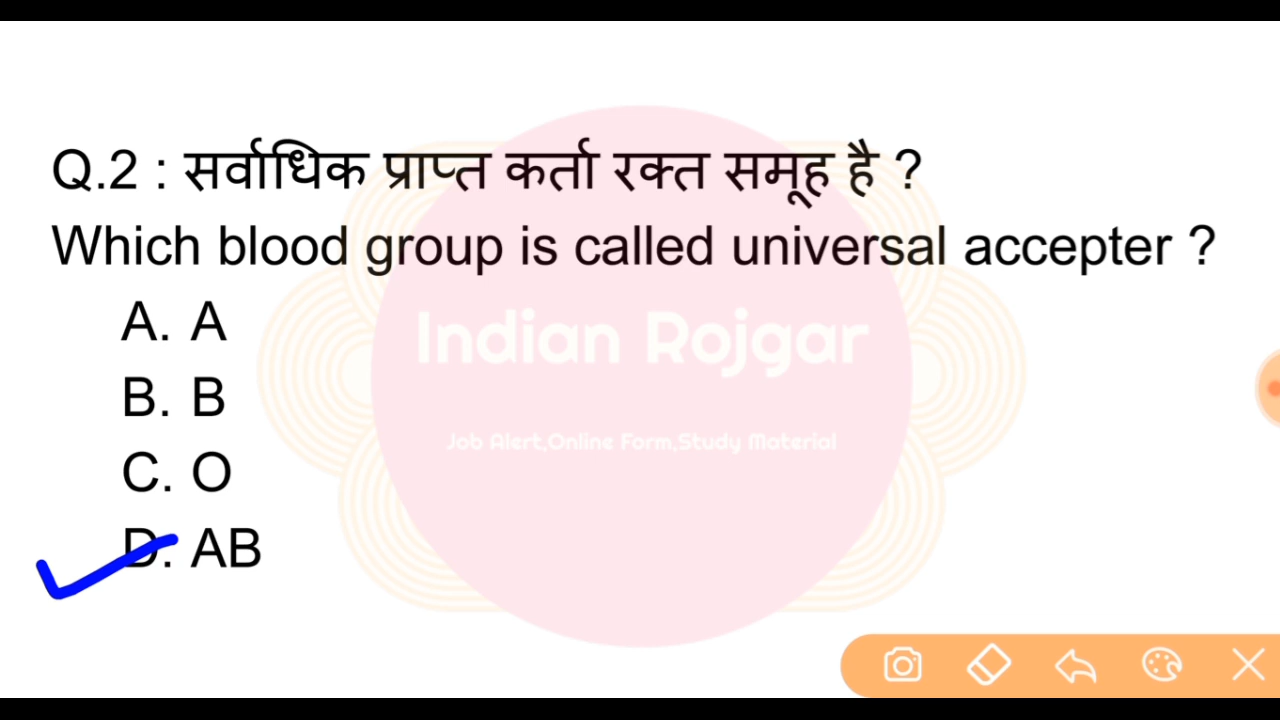 Q.2 : सर्वाधिक प्राप्त कर्ता रक्त समूह है ?
Which blood group is called universal accepter ?
A. A
B. B
C. O
D. AB
Indian Rojgar
Job Alert,Online Form,Study Material